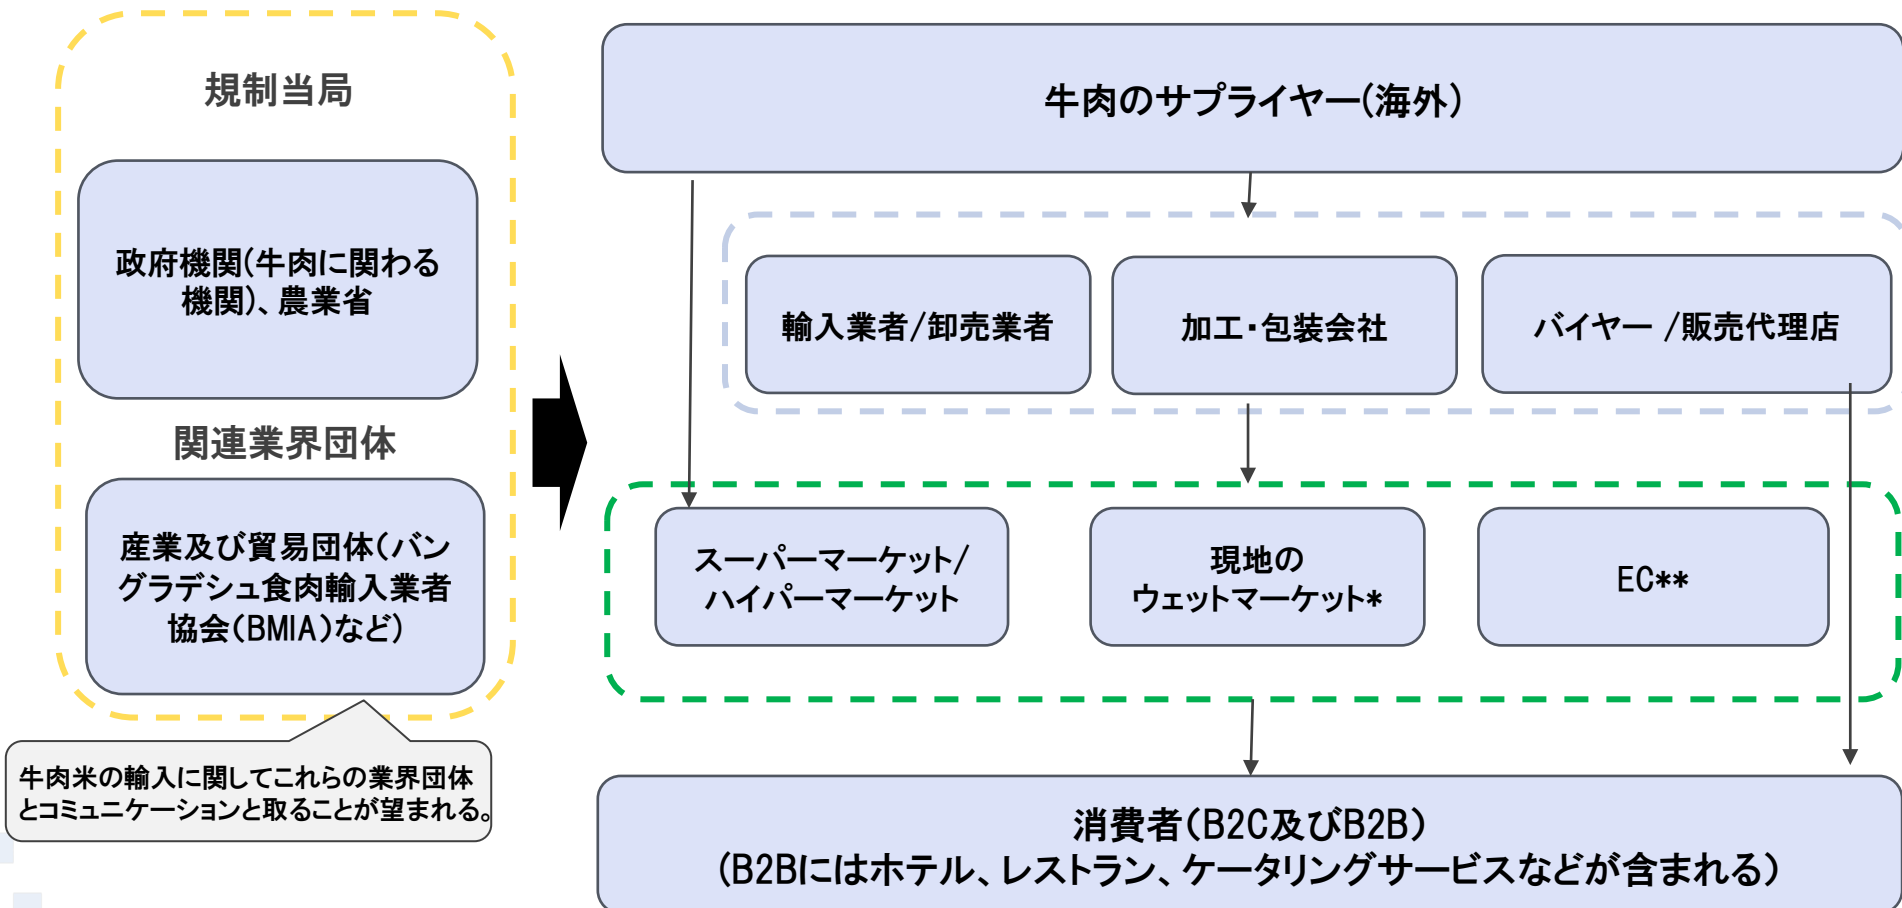 規制当局
政府機関(牛肉に関わる
機関)、農業省
関連業界団体
産業及び貿易団体(バン
グラデシュ食肉輸入業者
協会(BMIA)など)
牛肉米の輸入に関してこれらの業界団体
とコミュニケーションと取ることが望まれる。
牛肉のサプライヤー(海外)
輸入業者/卸売業者
加工・包装会社
バイヤー /販売代理店
スーパーマーケット/
ハイパーマーケット
現地の
ウェットマーケット*
EC**
消費者(B2C及びB2B)
(B2Bにはホテル、レストラン、ケータリングサービスなどが含まれる)